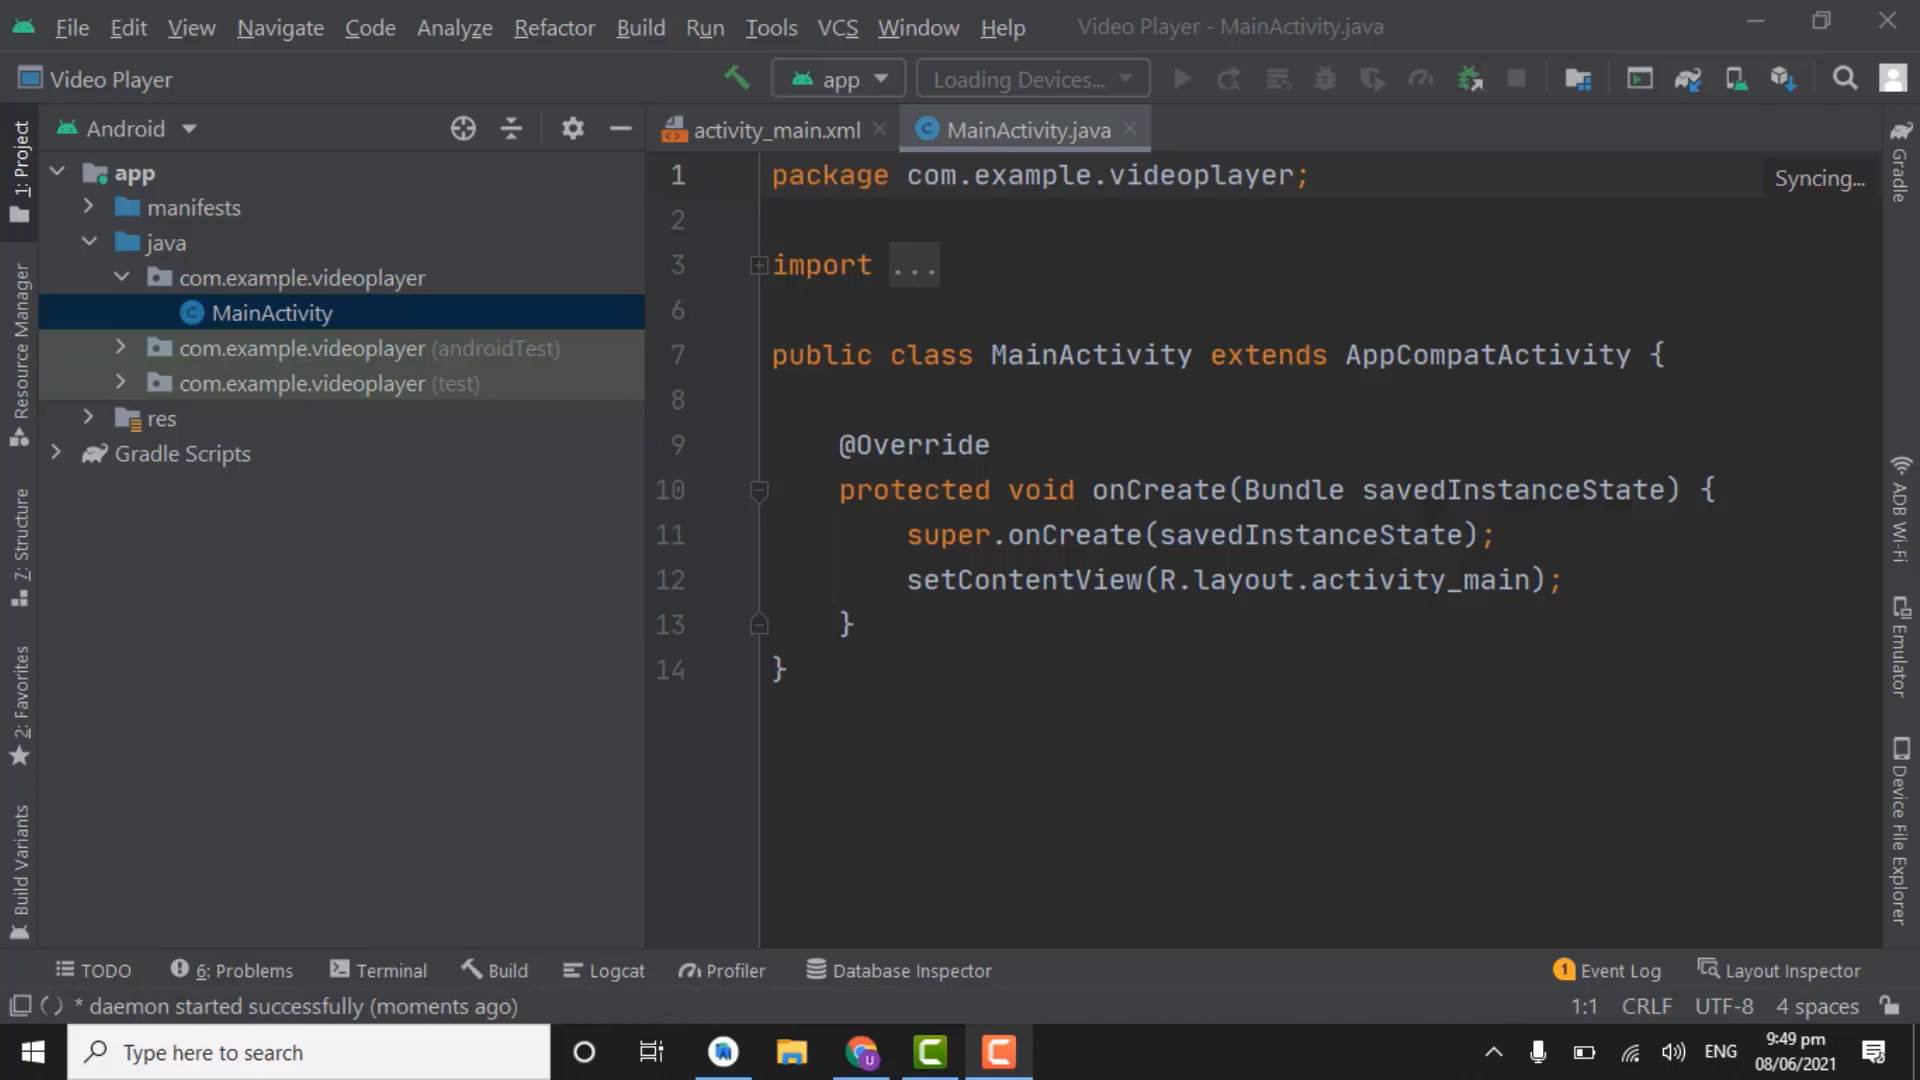 File Edit View Navigate Code Analyze Refactor Build Run Tools VCS Window Help Video Player - MainActivity.java
Video Player app Loading Devices...
Android
activity_main.xml MainActivity.java
app
manifests
java
com.example.videoplayer
MainActivity
com.example.videoplayer (androidTest)
com.example.videoplayer (test)
res
Gradle Scripts
1: Project
Resource Manager
7: Structure
2: Favorites
Build Variants
1 package com.example.videoplayer;
2
3 import ...
6
7 public class MainActivity extends AppCompatActivity {
8
9 @Override
10 protected void onCreate(Bundle savedInstanceState) {
11 super.onCreate(savedInstanceState);
12 setContentView(R.layout.activity_main);
13 }
14 }
Syncing...
Gradle
ADB Wi-Fi
Emulator
Device File Explorer
TODO 6: Problems Terminal Build Logcat Profiler Database Inspector 1 Event Log Layout Inspector
* daemon started successfully (moments ago) 1:1 CRLF UTF-8 4 spaces
Type here to search ENG 9:49 pm
08/06/2021